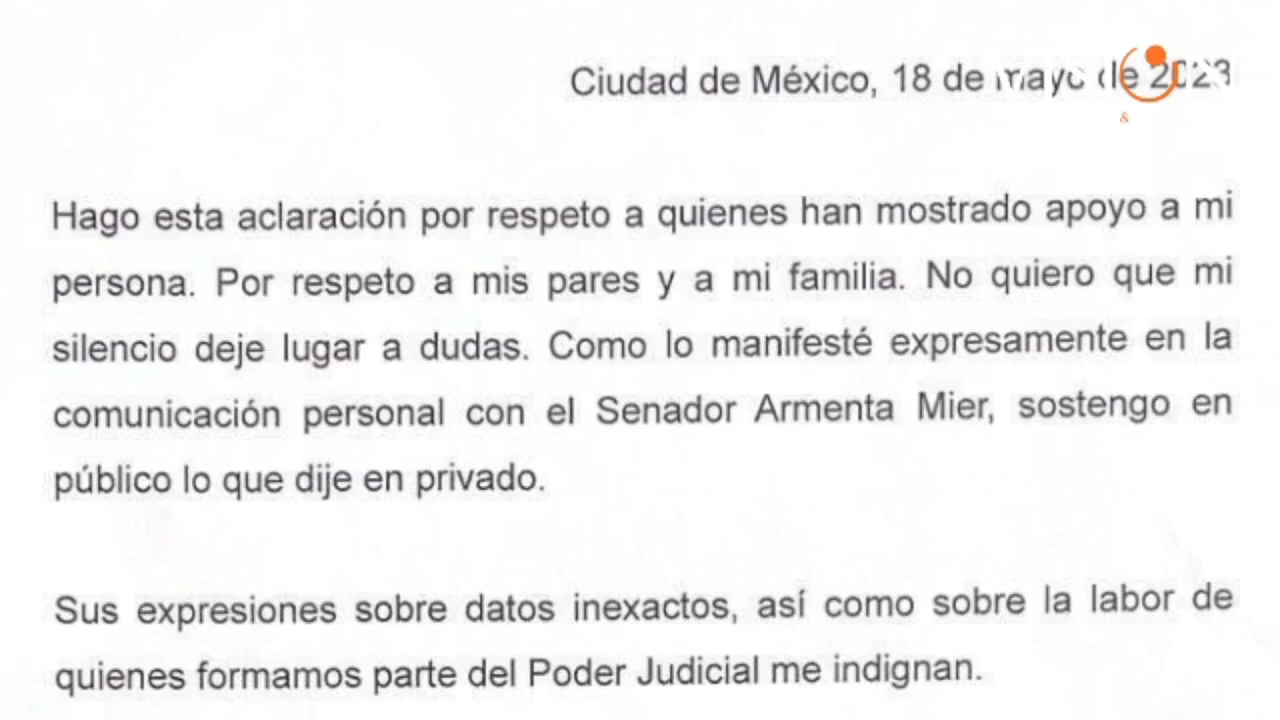 Ciudad de México, 18 de mayo de 2023
&
Hago esta aclaración por respeto a quienes han mostrado apoyo a mi
persona. Por respeto a mis pares y a mi familia. No quiero que mi
silencio deje lugar a dudas. Como lo manifesté expresamente en la
comunicación personal con el Senador Armenta Mier, sostengo en
público lo que dije en privado.
Sus expresiones sobre datos inexactos, así como sobre la labor de
quienes formamos parte del Poder Judicial me indignan.